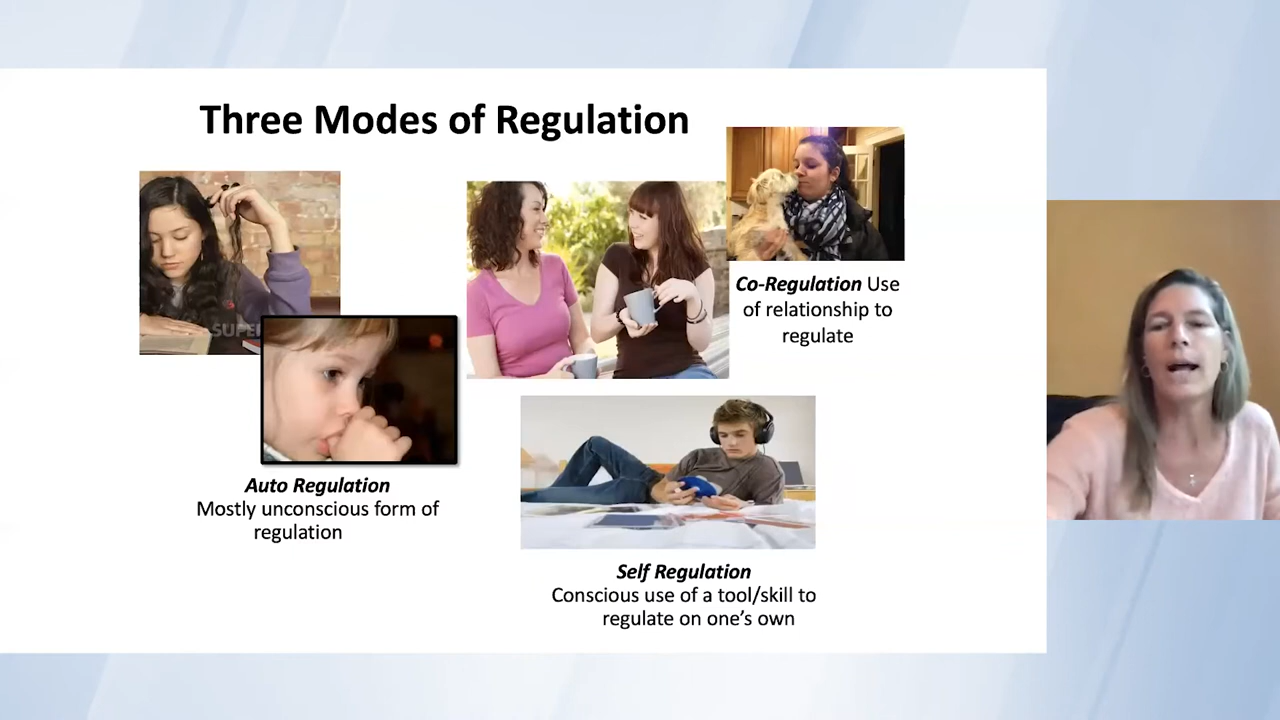 Three Modes of Regulation
SUPER
Co-Regulation Use
of relationship to
regulate
Auto Regulation
Mostly unconscious form of
regulation
Self Regulation
Conscious use of a tool/skill to
regulate on one's own